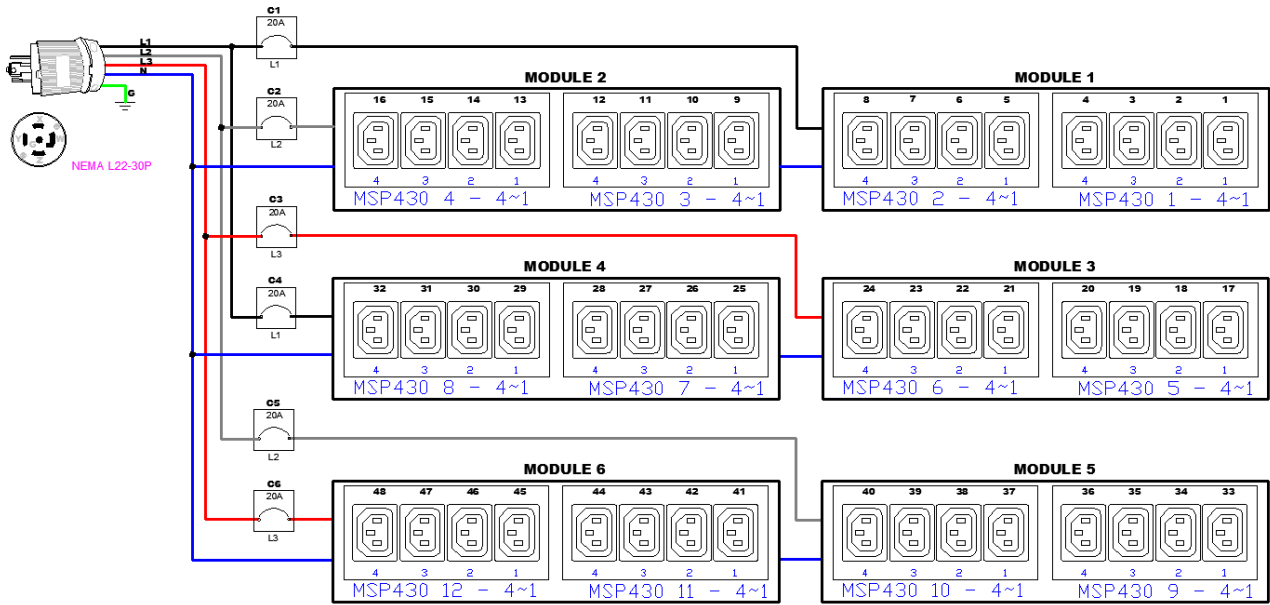 C1
20A
L1
L1
L2
L3
N
G
NEMA L22-30P
C2
20A
L2
MODULE 2
16 15 14 13 12 11 10 9
4 3 2 1 4 3 2 1
MSP430 4 - 4~1 MSP430 3 - 4~1
MODULE 1
8 7 6 5 4 3 2 1
4 3 2 1 4 3 2 1
MSP430 2 - 4~1 MSP430 1 - 4~1
C3
20A
L3
C4
20A
L1
MODULE 4
32 31 30 29 28 27 26 25
4 3 2 1 4 3 2 1
MSP430 8 - 4~1 MSP430 7 - 4~1
MODULE 3
24 23 22 21 20 19 18 17
4 3 2 1 4 3 2 1
MSP430 6 - 4~1 MSP430 5 - 4~1
C5
20A
L2
C6
20A
L3
MODULE 6
48 47 46 45 44 43 42 41
4 3 2 1 4 3 2 1
MSP430 12 - 4~1 MSP430 11 - 4~1
MODULE 5
40 39 38 37 36 35 34 33
4 3 2 1 4 3 2 1
MSP430 10 - 4~1 MSP430 9 - 4~1